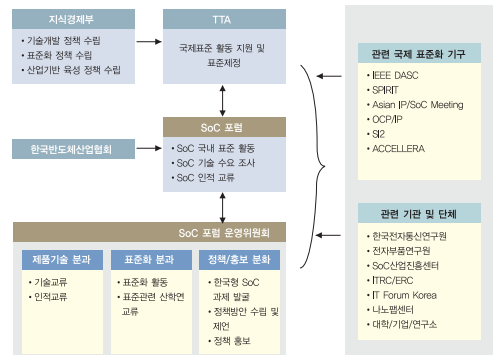 지식경제부
• 기술개발 정책 수립
• 표준화 정책 수립
• 산업기반 육성 정책 수립
TTA
국제표준 활동 지원 및
표준제정
한국반도체산업협회
SoC 포럼
• SoC 국내 표준 활동
• SoC 기술 수요 조사
• SoC 인적 교류
SoC 포럼 운영위원회
제품기술 분과
• 기술교류
• 인적교류
표준화 분과
• 표준화 활동
• 표준관련 산학연
교류
정책/홍보 분화
• 한국형 SoC
과제 발굴
• 정책방안 수립 및
제언
• 정책 홍보
관련 국제 표준화 기구
• IEEE DASC
• SPIRIT
• Asian IP/SoC Meeting
• OCP/IP
• SI2
• ACCELLERA
관련 기관 및 단체
• 한국전자통신연구원
• 전자부품연구원
• SoC산업진흥센터
• ITRC/ERC
• IT Forum Korea
• 나노팹센터
• 대학/기업/연구소